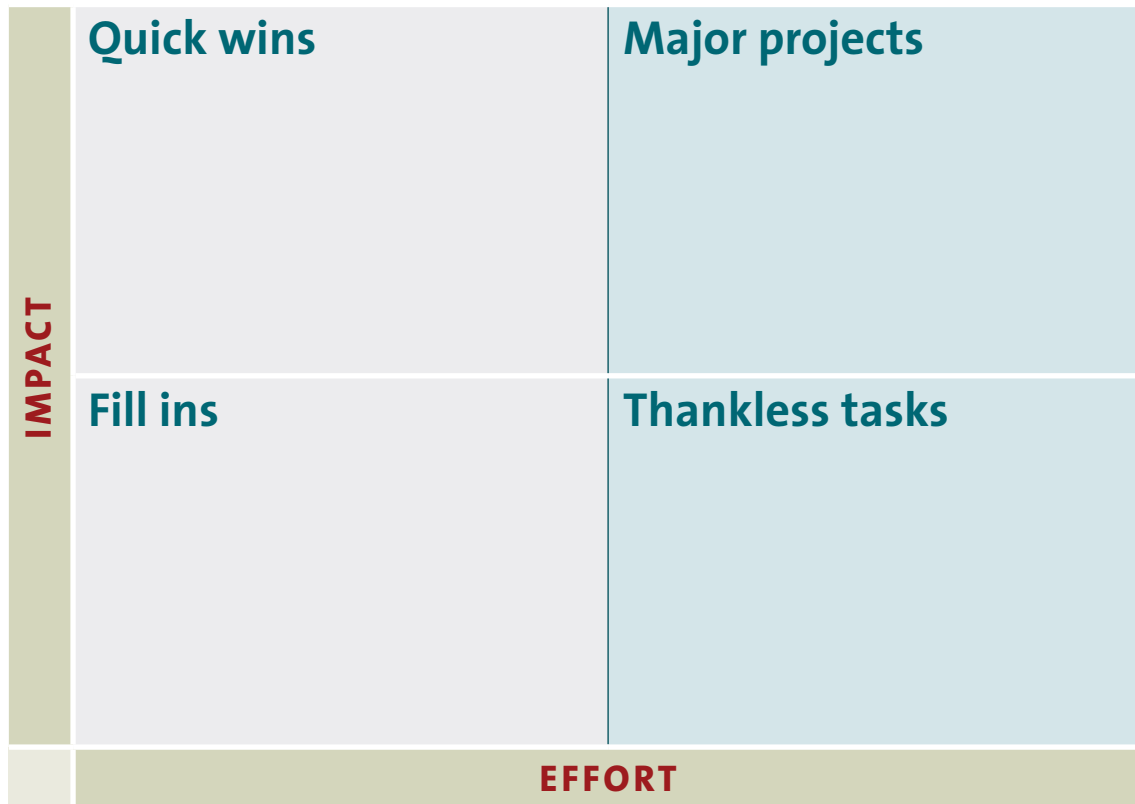 Quick wins
Major projects
IMPACT
Fill ins
Thankless tasks
EFFORT